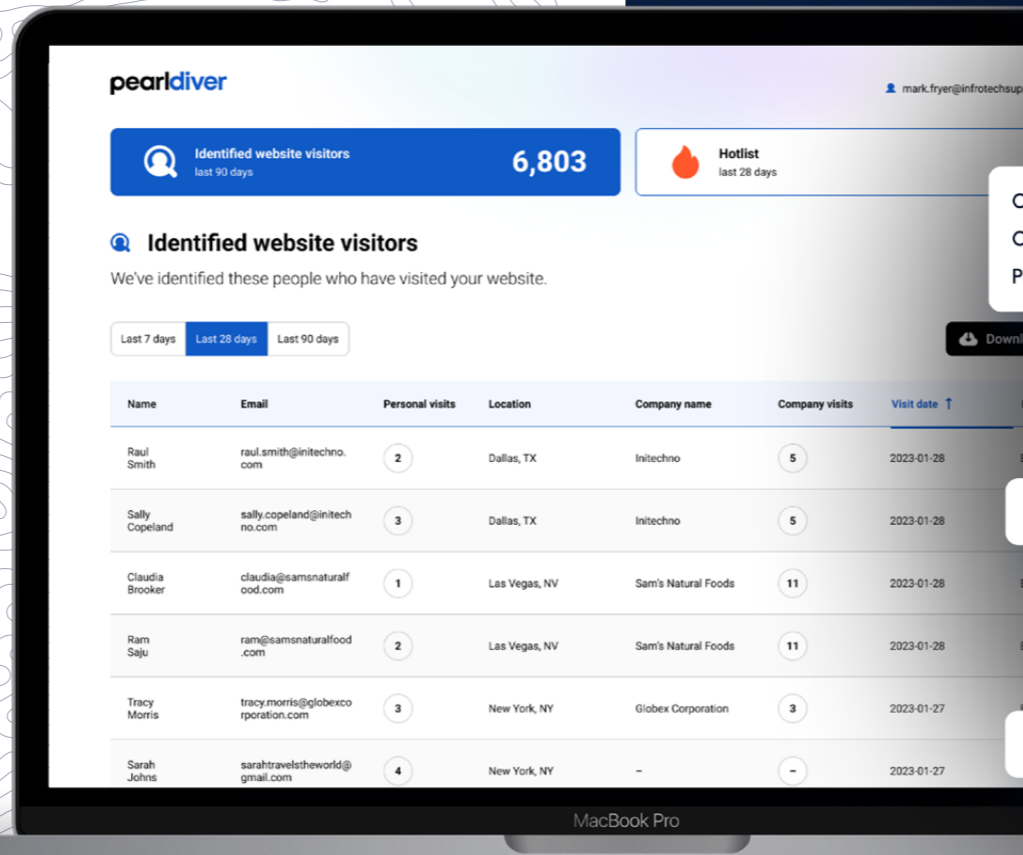 pearldiver
mark.fryer@infrotechsup
Identified website visitors
last 90 days
6,803
Hotlist
last 28 days
Identified website visitors
We've identified these people who have visited your website.
Last 7 days
Last 28 days
Last 90 days
Downl
Name Email Personal visits Location Company name Company visits Visit date ↑
Raul
Smith
raul.smith@initechno.
com
2
Dallas, TX
Initechno
5
2023-01-28
Sally
Copeland
sally.copeland@initech
no.com
3
Dallas, TX
Initechno
5
2023-01-28
Claudia
Brooker
claudia@samsnaturalf
ood.com
1
Las Vegas, NV
Sam's Natural Foods
11
2023-01-28
Ram
Saju
ram@samsnaturalfood
.com
2
Las Vegas, NV
Sam's Natural Foods
11
2023-01-28
Tracy
Morris
tracy.morris@globexco
rporation.com
3
New York, NY
Globex Corporation
3
2023-01-27
Sarah
Johns
sarahtravelstheworld@
gmail.com
4
New York, NY
–
–
2023-01-27
MacBook Pro